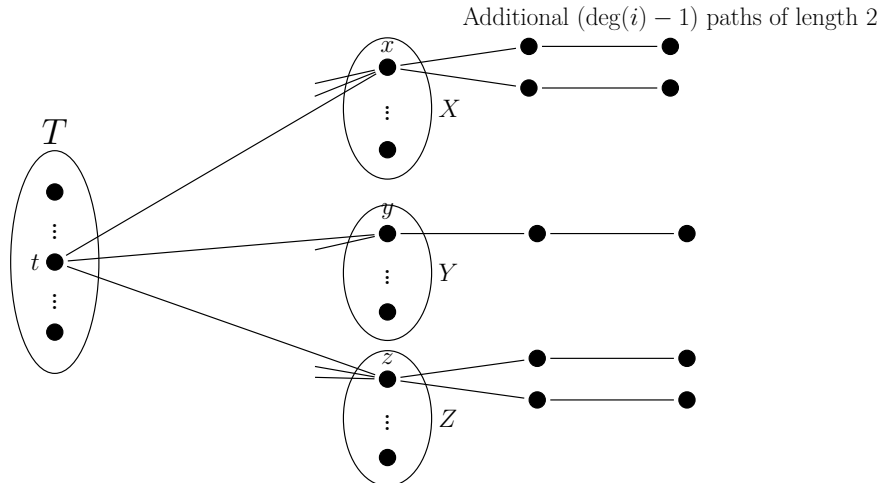 Additional (deg(i) − 1) paths of length 2
x
X
T
y
t
Y
z
Z